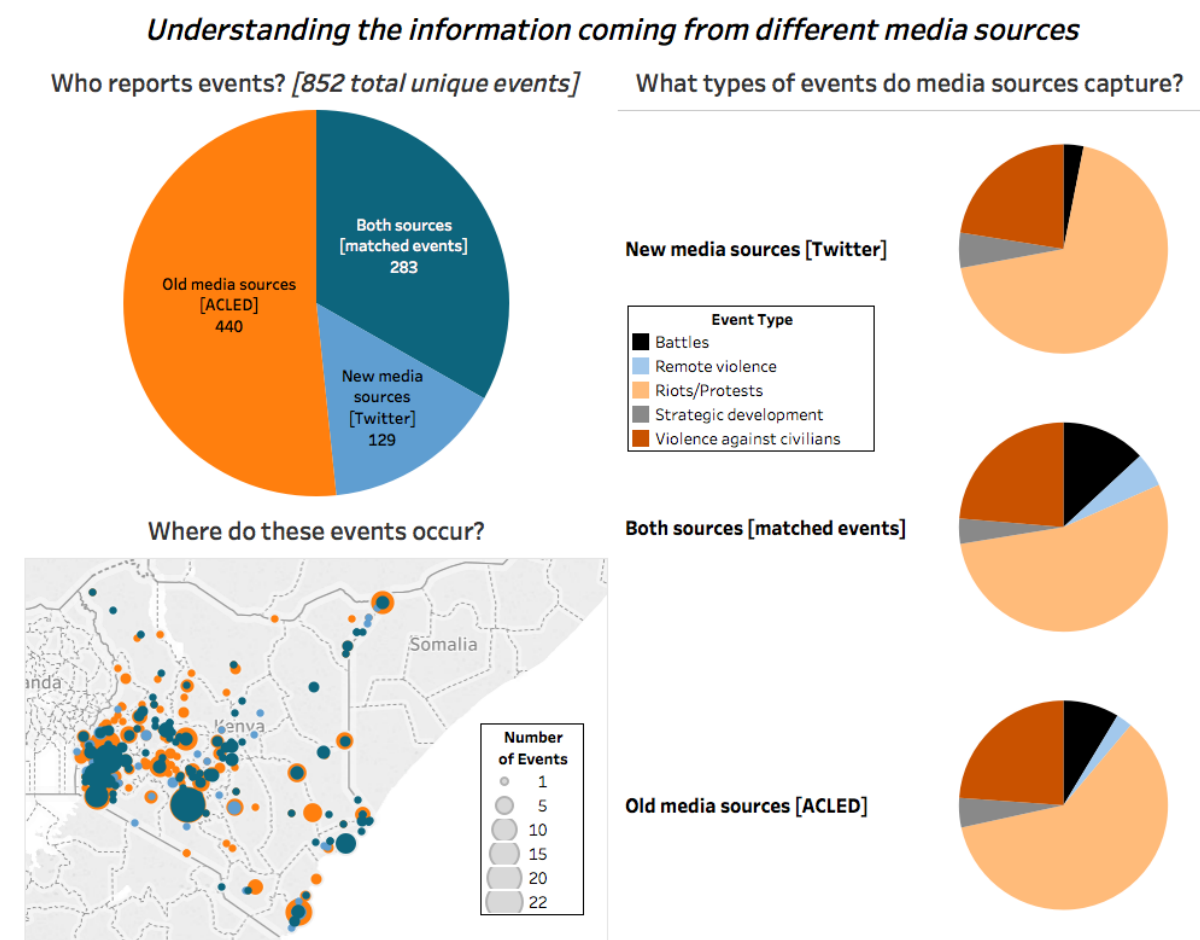 Understanding the information coming from different media sources
Who reports events? [852 total unique events]
Both sources
[matched events]
283
Old media sources
[ACLED]
440
New media
sources
[Twitter]
129
Where do these events occur?
Somalia
anda
Kenya
Number
of Events
1
5
10
15
20
22
What types of events do media sources capture?
New media sources [Twitter]
Event Type
Battles
Remote violence
Riots/Protests
Strategic development
Violence against civilians
Both sources [matched events]
Old media sources [ACLED]